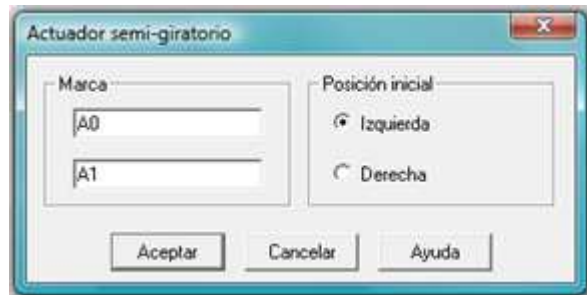 Actuador semi-giratorio
Marca
A0
A1
Posición inicial
Izquierda
Derecha
Aceptar
Cancelar
Ayuda